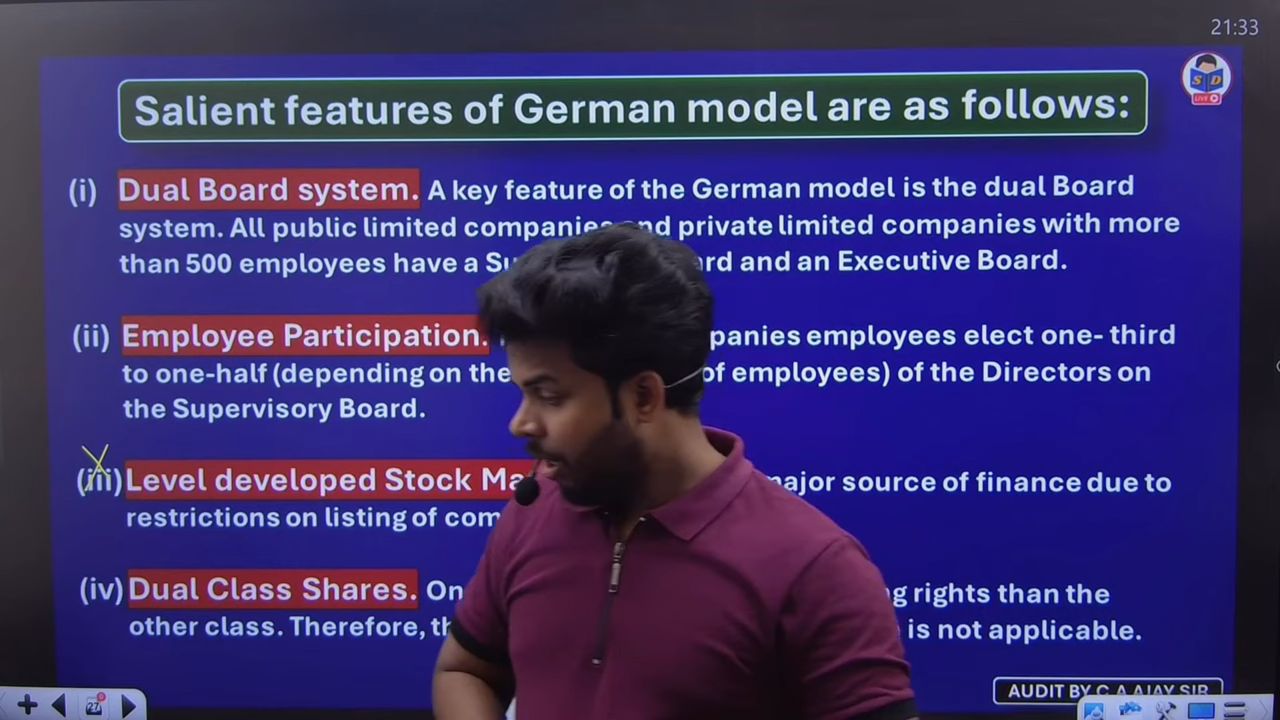 21:33
S D
LIVE
Salient features of German model are as follows:
(i) Dual Board system. A key feature of the German model is the dual Board
system. All public limited companies and private limited companies with more
than 500 employees have a Su rd and an Executive Board.
(ii) Employee Participation. panies employees elect one- third
to one-half (depending on the of employees) of the Directors on
the Supervisory Board.
(iii) Level developed Stock Ma major source of finance due to
restrictions on listing of com
(iv) Dual Class Shares. On g rights than the
other class. Therefore, th is not applicable.
AUDIT BY C A AJAY SIR
27